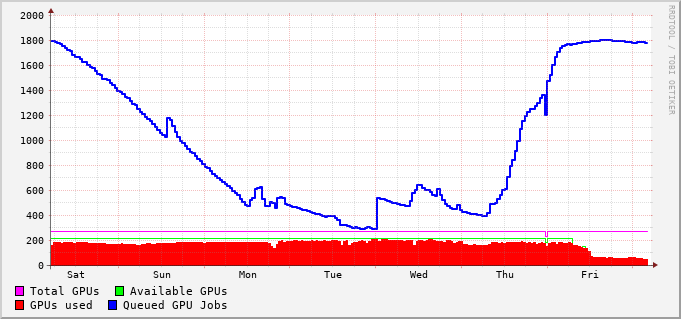 2000
1800
1600
1400
1200
1000
800
600
400
200
0
Sat Sun Mon Tue Wed Thu Fri
Total GPUs Available GPUs
GPUs used Queued GPU Jobs
RRDTOOL / TOBI OETIKER